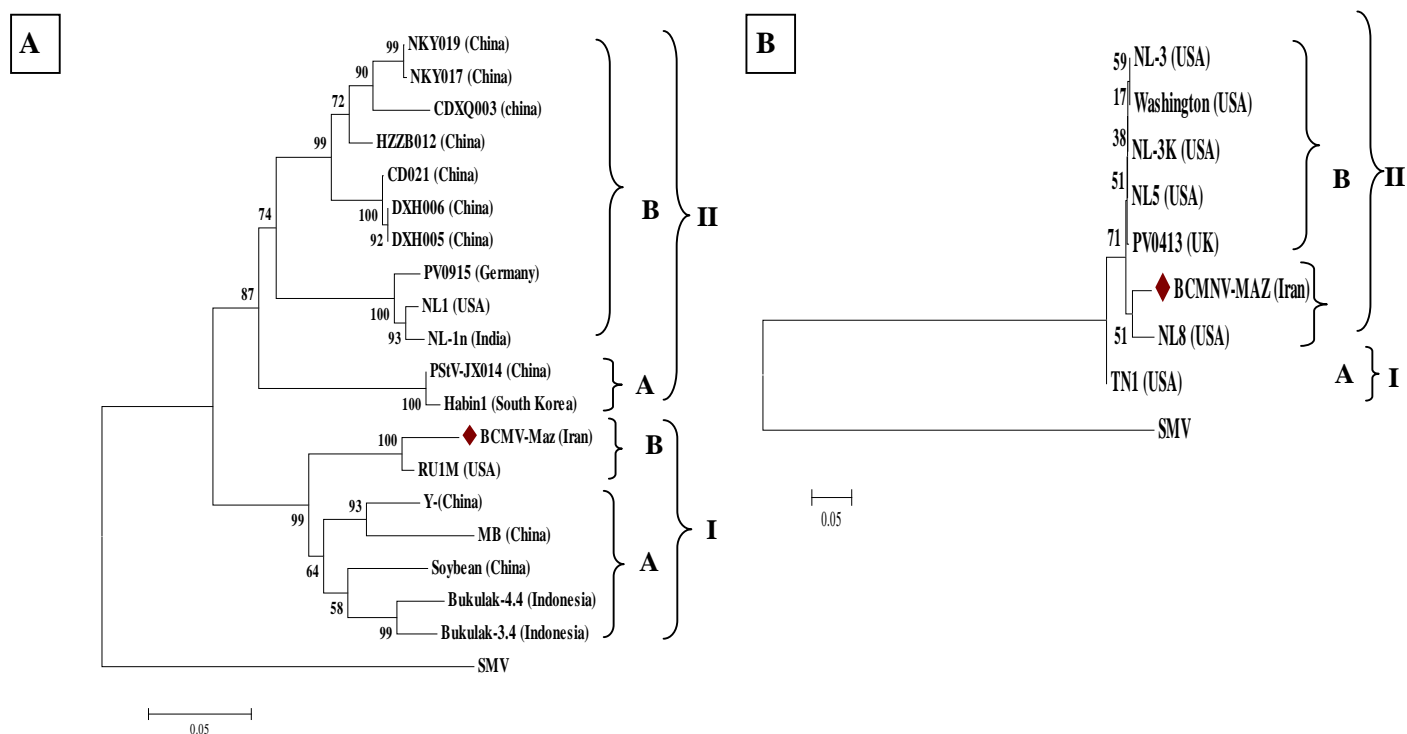 A
99
NKY019 (China)
NKY017 (China)
90
CDXQ003 (china)
72
HZZB012 (China)
99
CD021 (China)
DXH006 (China)
100
92
DXH005 (China)
74
B
II
PV0915 (Germany)
NL1 (USA)
100
93
NL-1n (India)
87
PStV-JX014 (China)
A
100
Habin1 (South Korea)
100
BCMV-Maz (Iran)
B
RU1M (USA)
99
93
Y-(China)
MB (China)
I
64
Soybean (China)
A
58
Bukulak-4.4 (Indonesia)
99
Bukulak-3.4 (Indonesia)
SMV
0.05
B
59
NL-3 (USA)
17
Washington (USA)
38
NL-3K (USA)
51
NL5 (USA)
B
II
71
PV0413 (UK)
BCMNV-MAZ (Iran)
51
NL8 (USA)
TN1 (USA)
A
I
SMV
0.05